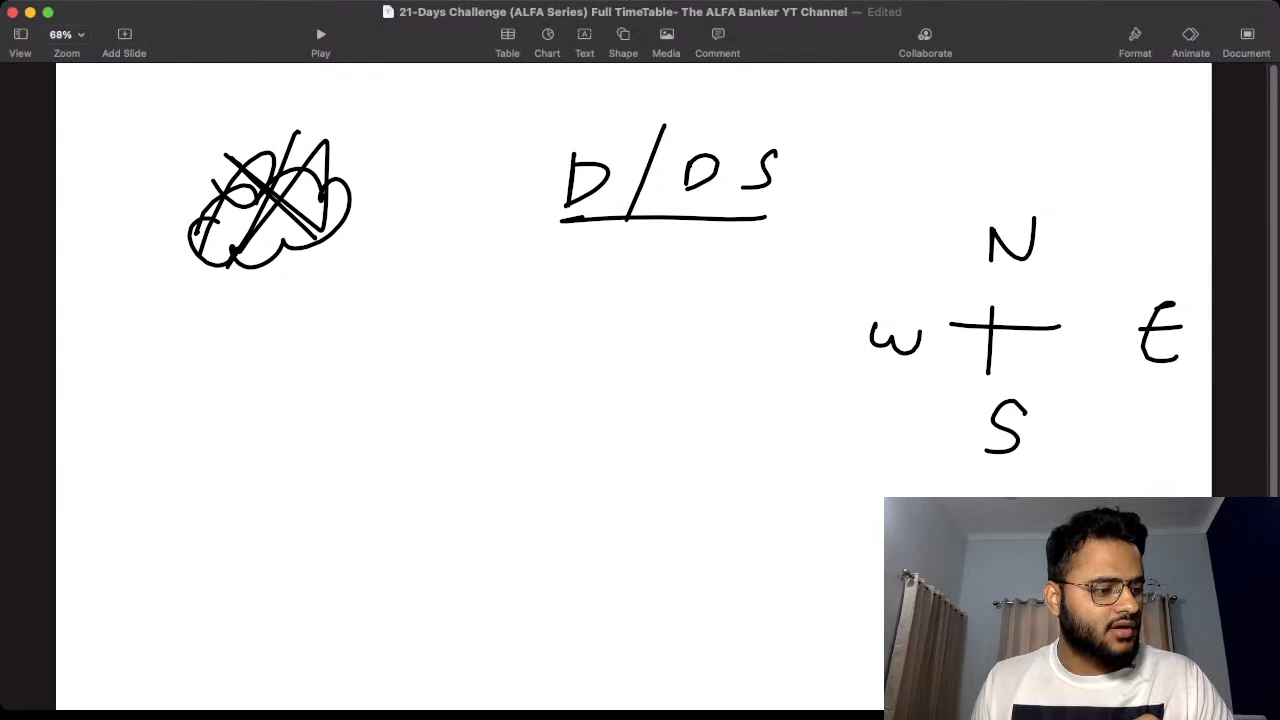 21-Days Challenge (ALFA Series) Full TimeTable- The ALFA Banker YT Channel — Edited
68%
View Zoom Add Slide Play Table Chart Text Shape Media Comment Collaborate Format Animate Document
D/DS
N
W E
S